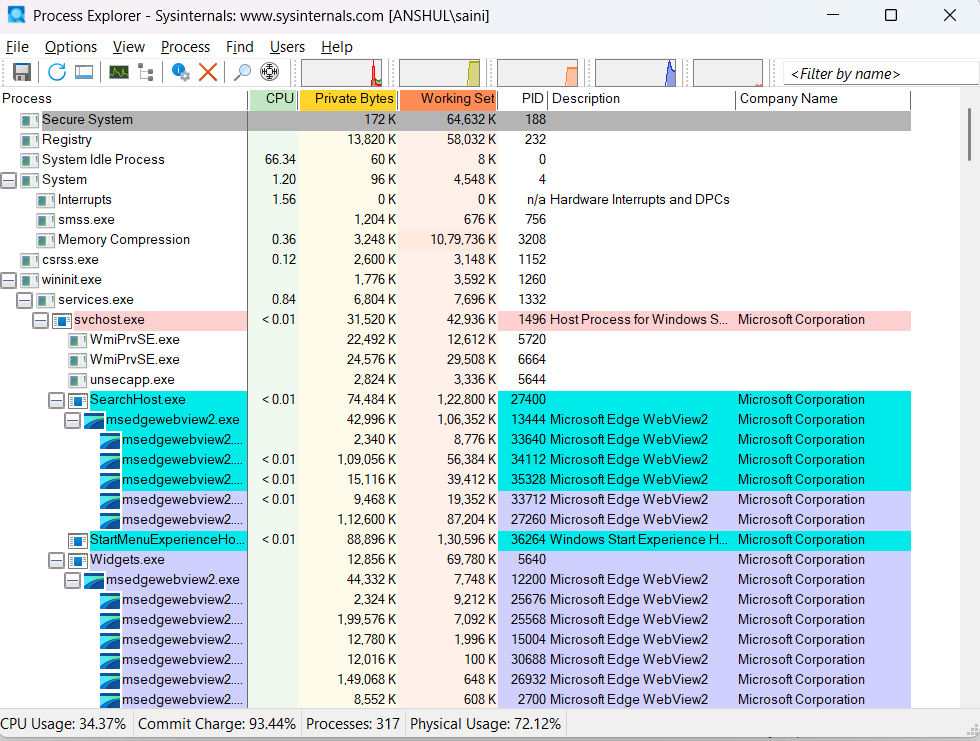 Process Explorer - Sysinternals: www.sysinternals.com [ANSHUL\saini]
File Options View Process Find Users Help
<Filter by name>
Process CPU Private Bytes Working Set PID Description Company Name
Secure System 172 K 64,632 K 188
Registry 13,820 K 58,032 K 232
System Idle Process 66.34 60 K 8 K 0
System 1.20 96 K 4,548 K 4
Interrupts 1.56 0 K 0 K n/a Hardware Interrupts and DPCs
smss.exe 1,204 K 676 K 756
Memory Compression 0.36 3,248 K 10,79,736 K 3208
csrss.exe 0.12 2,600 K 3,148 K 1152
wininit.exe 1,776 K 3,592 K 1260
services.exe 0.84 6,804 K 7,696 K 1332
svchost.exe < 0.01 31,520 K 42,936 K 1496 Host Process for Windows S... Microsoft Corporation
WmiPrvSE.exe 22,492 K 12,612 K 5720
WmiPrvSE.exe 24,576 K 29,508 K 6664
unsecapp.exe 2,824 K 3,336 K 5644
SearchHost.exe < 0.01 74,484 K 1,22,800 K 27400 Microsoft Corporation
msedgewebview2.exe 42,996 K 1,06,352 K 13444 Microsoft Edge WebView2 Microsoft Corporation
msedgewebview2.... 2,340 K 8,776 K 33640 Microsoft Edge WebView2 Microsoft Corporation
msedgewebview2.... < 0.01 1,09,056 K 56,384 K 34112 Microsoft Edge WebView2 Microsoft Corporation
msedgewebview2.... < 0.01 15,116 K 39,412 K 35328 Microsoft Edge WebView2 Microsoft Corporation
msedgewebview2.... < 0.01 9,468 K 19,352 K 33712 Microsoft Edge WebView2 Microsoft Corporation
msedgewebview2.... 1,12,600 K 87,204 K 27260 Microsoft Edge WebView2 Microsoft Corporation
StartMenuExperienceHo... < 0.01 88,896 K 1,30,596 K 36264 Windows Start Experience H... Microsoft Corporation
Widgets.exe 12,856 K 69,780 K 5640 Microsoft Corporation
msedgewebview2.exe 44,332 K 7,748 K 12200 Microsoft Edge WebView2 Microsoft Corporation
msedgewebview2.... 2,324 K 9,212 K 25676 Microsoft Edge WebView2 Microsoft Corporation
msedgewebview2.... 1,99,576 K 7,092 K 25568 Microsoft Edge WebView2 Microsoft Corporation
msedgewebview2.... 12,780 K 1,996 K 15004 Microsoft Edge WebView2 Microsoft Corporation
msedgewebview2.... 12,016 K 100 K 30688 Microsoft Edge WebView2 Microsoft Corporation
msedgewebview2.... 1,49,068 K 648 K 26932 Microsoft Edge WebView2 Microsoft Corporation
msedgewebview2.... 8,552 K 608 K 2700 Microsoft Edge WebView2 Microsoft Corporation
CPU Usage: 34.37% Commit Charge: 93.44% Processes: 317 Physical Usage: 72.12%